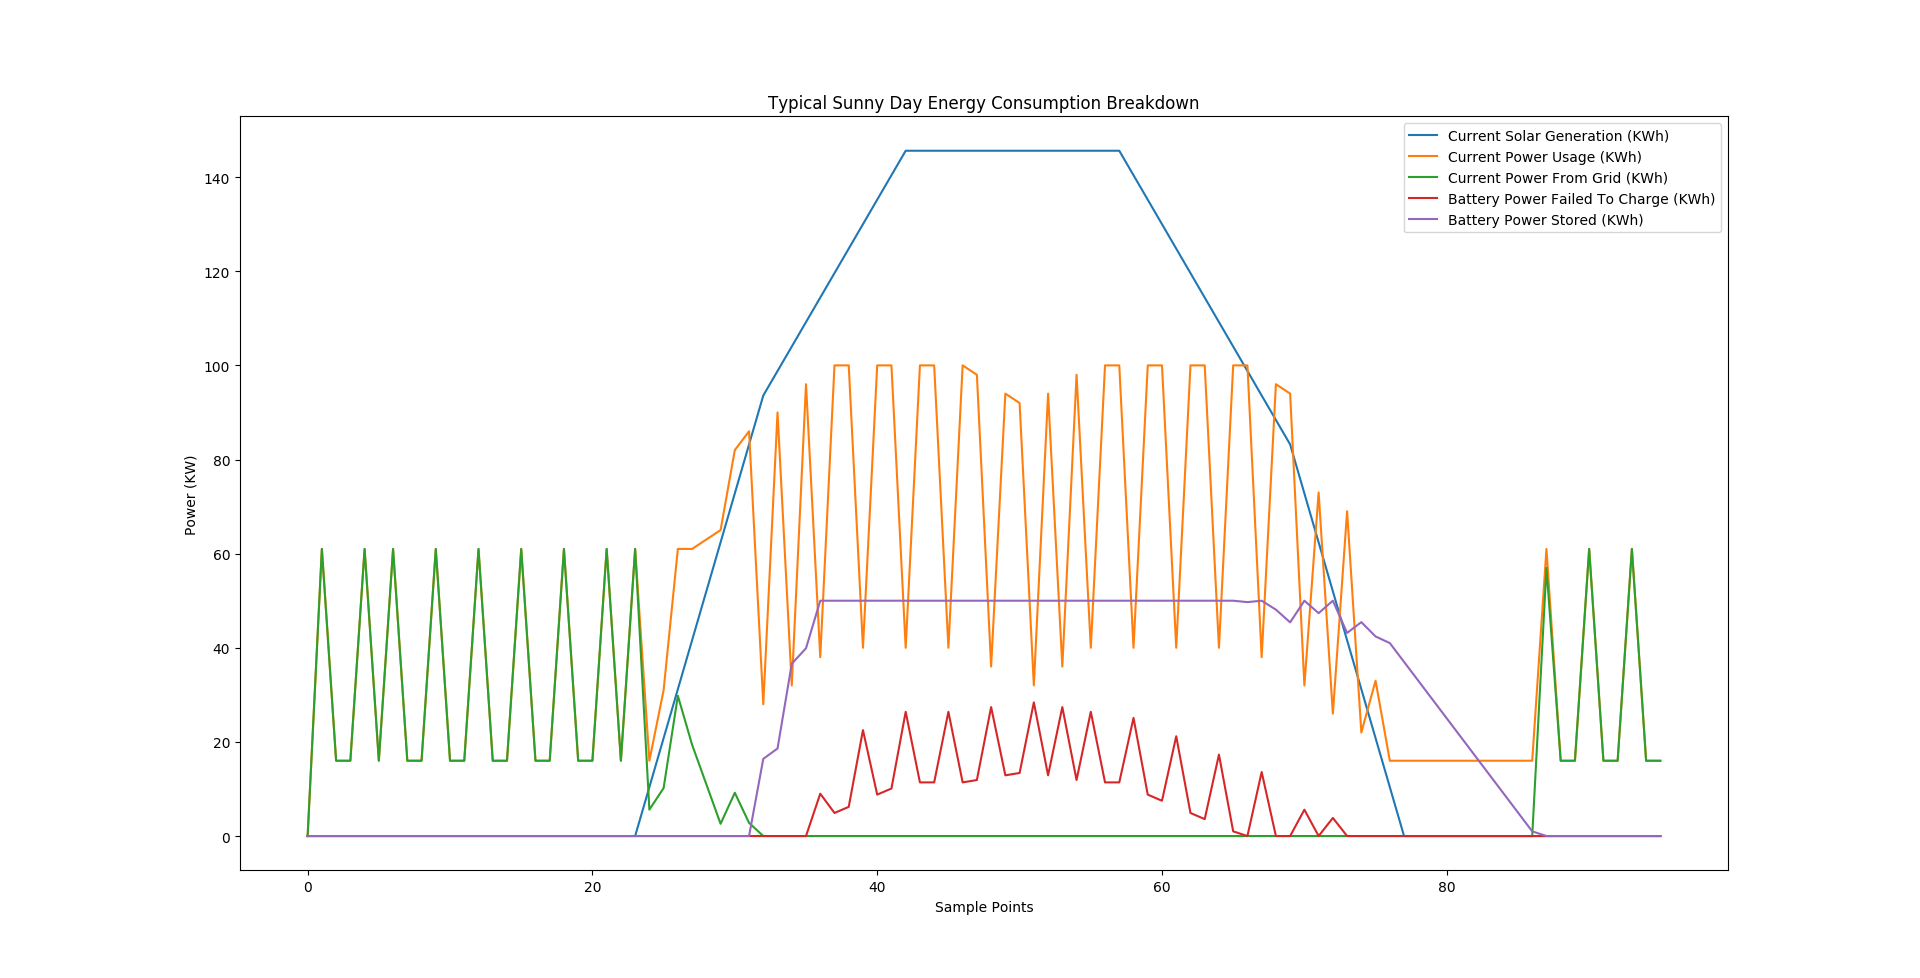 Typical Sunny Day Energy Consumption Breakdown
Current Solar Generation (KWh)
Current Power Usage (KWh)
Current Power From Grid (KWh)
Battery Power Failed To Charge (KWh)
Battery Power Stored (KWh)
Power (KW)
140
120
100
80
60
40
20
0
0 20 40 60 80
Sample Points